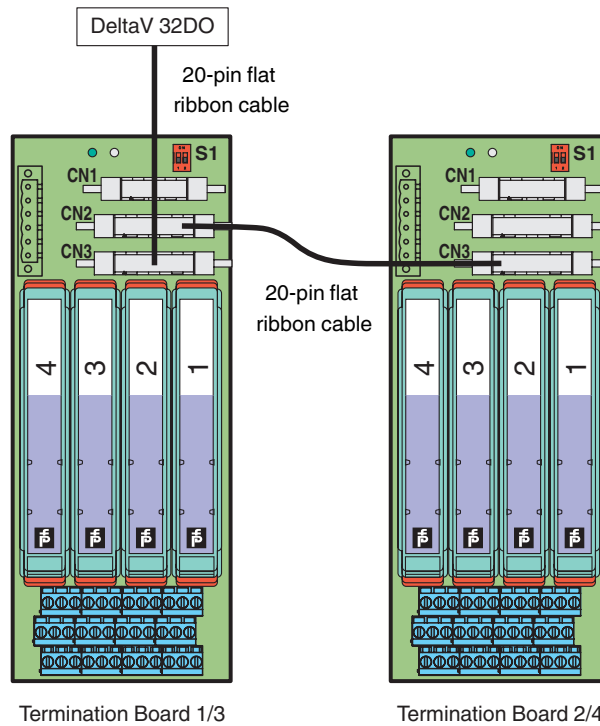 DeltaV 32DO
20-pin flat
ribbon cable
S1
CN1
CN2
CN3
4
3
2
1
20-pin flat
ribbon cable
S1
CN1
CN2
CN3
4
3
2
1
Termination Board 1/3
Termination Board 2/4